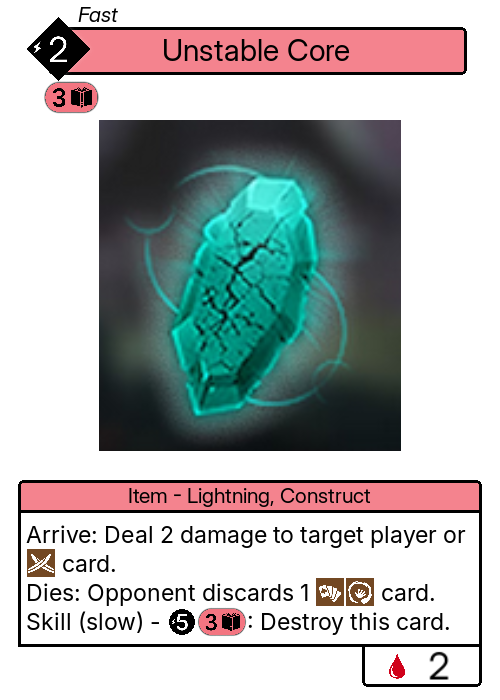 Fast
2
Unstable Core
3
Item - Lightning, Construct
Arrive: Deal 2 damage to target player or
card.
Dies: Opponent discards 1 card.
Skill (slow) - 5 3 : Destroy this card.
2